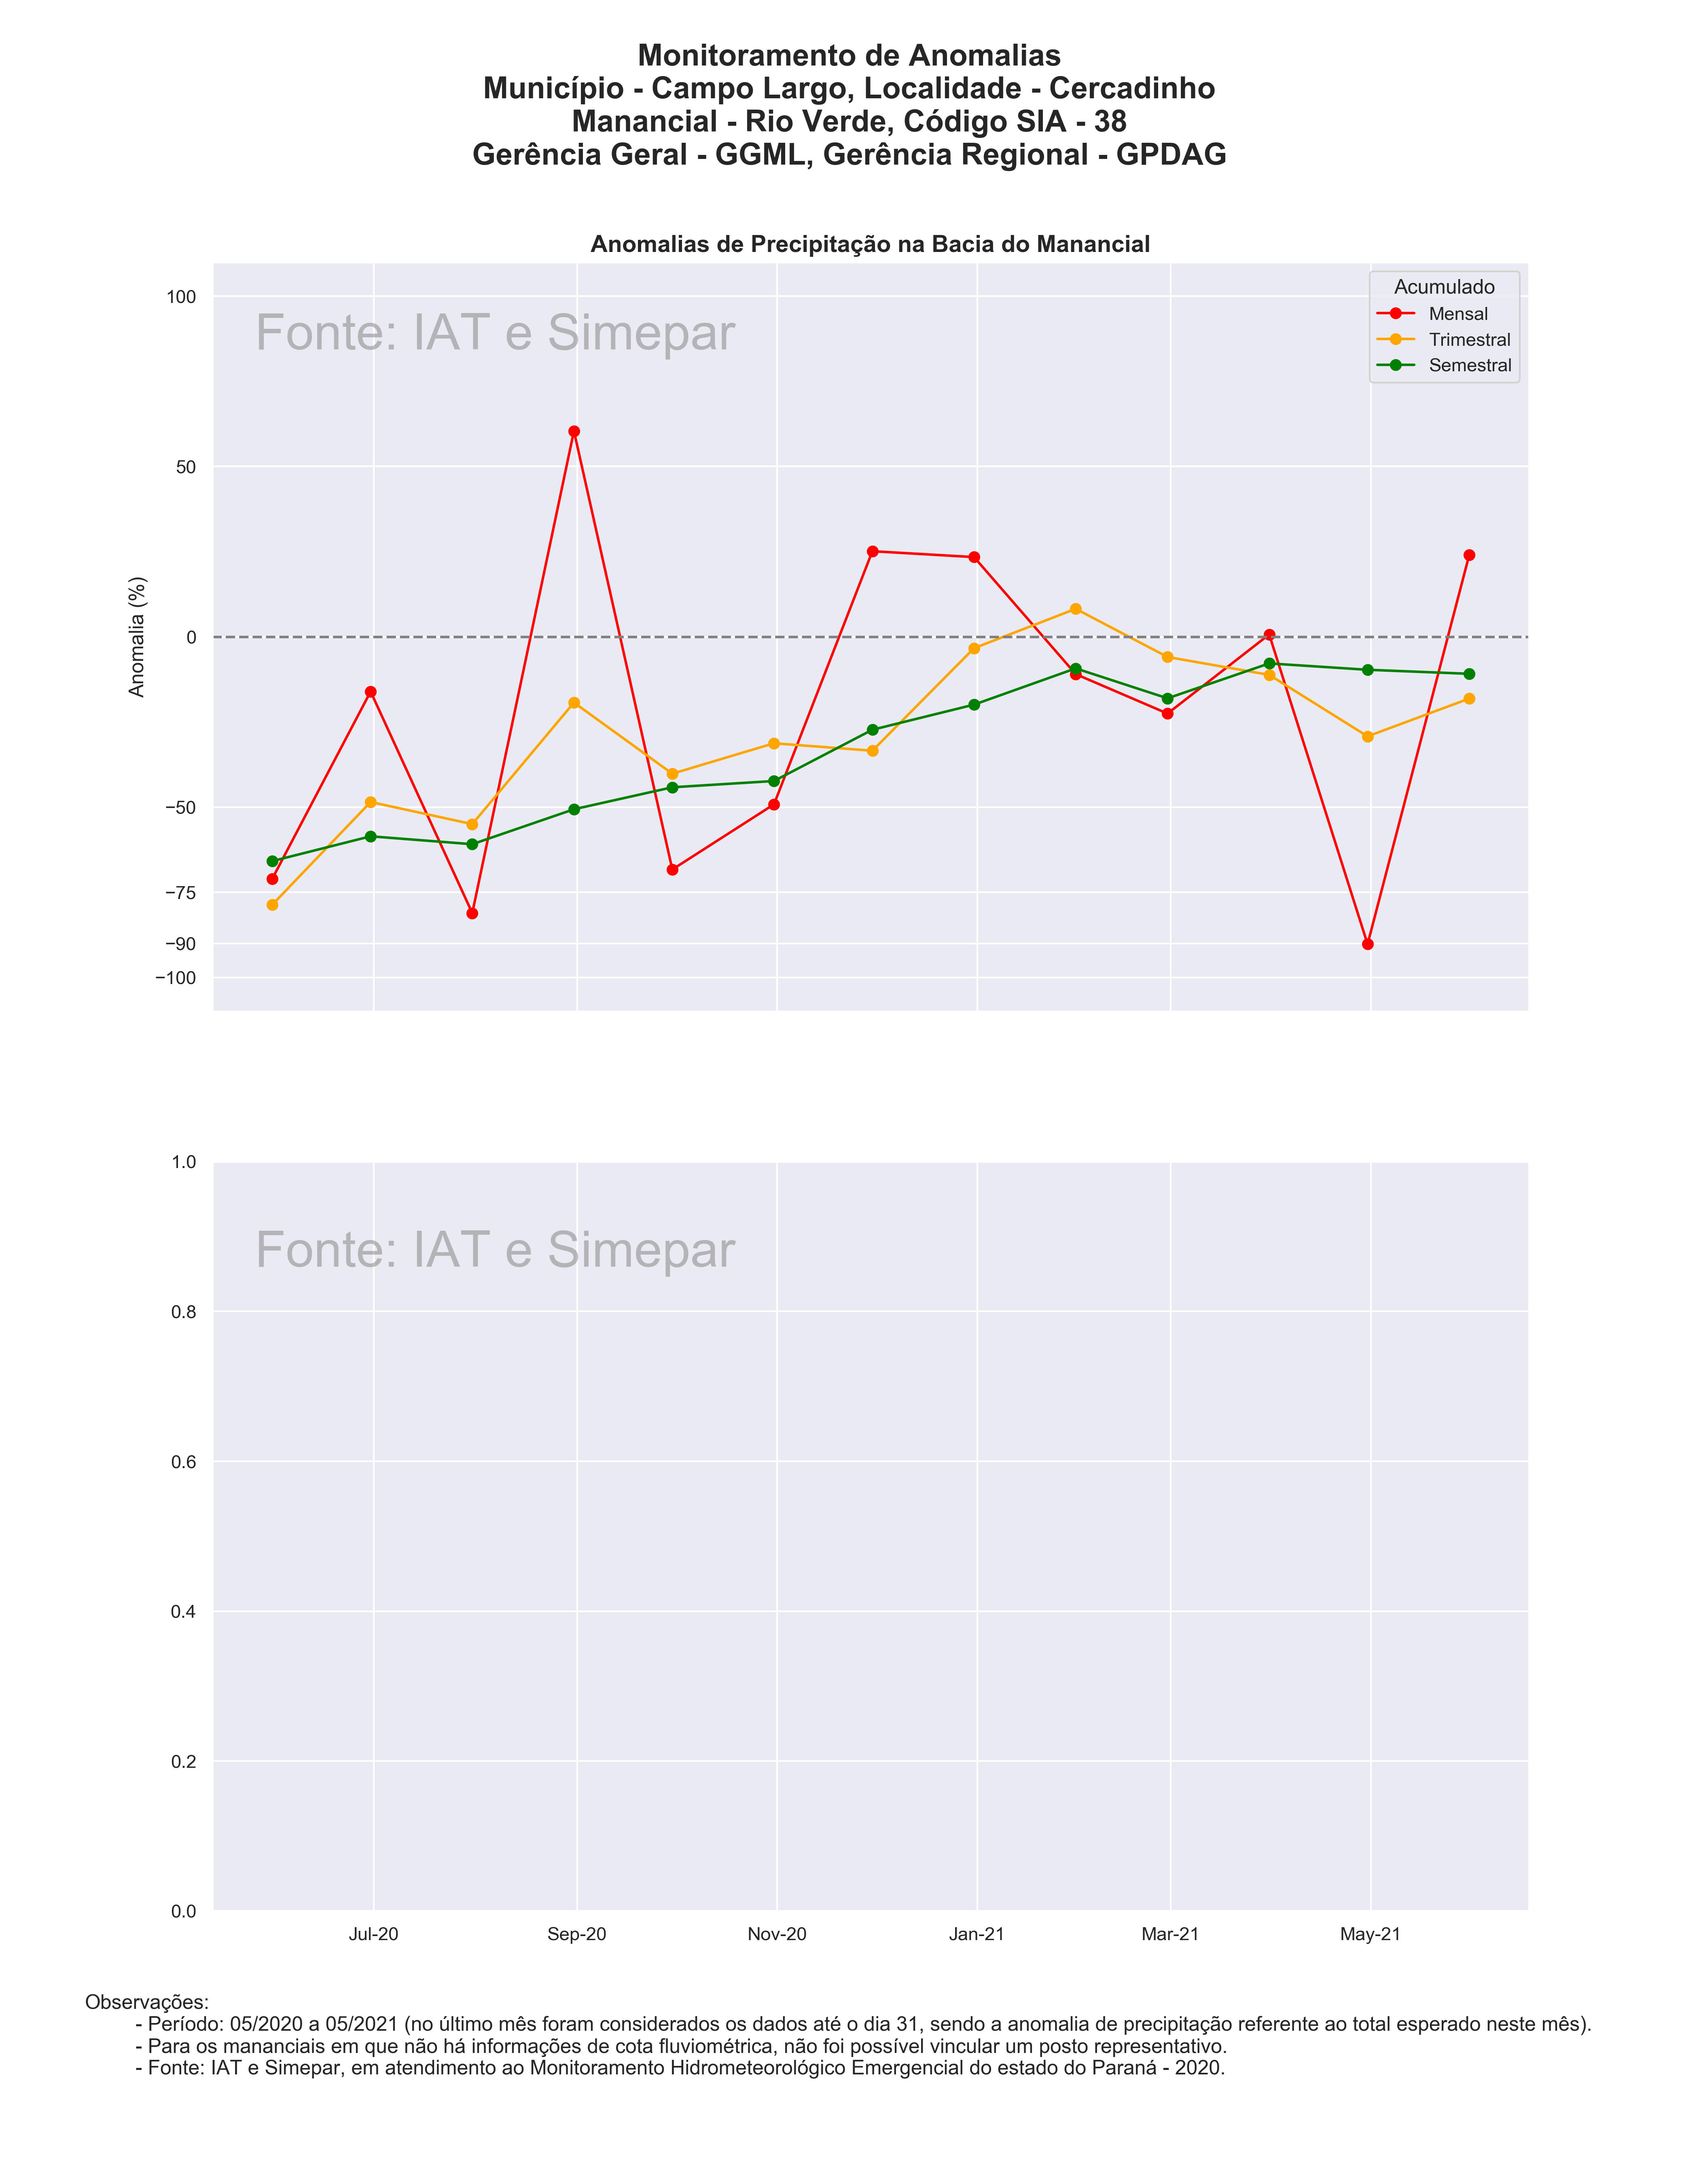 Monitoramento de Anomalias
Município - Campo Largo, Localidade - Cercadinho
Manancial - Rio Verde, Código SIA - 38
Gerência Geral - GGML, Gerência Regional - GPDAG
Anomalias de Precipitação na Bacia do Manancial
Fonte: IAT e Simepar
Acumulado
Mensal
Trimestral
Semestral
Anomalia (%)
100
50
0
−50
−75
−90
−100
Fonte: IAT e Simepar
1.0
0.8
0.6
0.4
0.2
0.0
Jul-20 Sep-20 Nov-20 Jan-21 Mar-21 May-21
Observações:
- Período: 05/2020 a 05/2021 (no último mês foram considerados os dados até o dia 31, sendo a anomalia de precipitação referente ao total esperado neste mês).
- Para os mananciais em que não há informações de cota fluviométrica, não foi possível vincular um posto representativo.
- Fonte: IAT e Simepar, em atendimento ao Monitoramento Hidrometeorológico Emergencial do estado do Paraná - 2020.